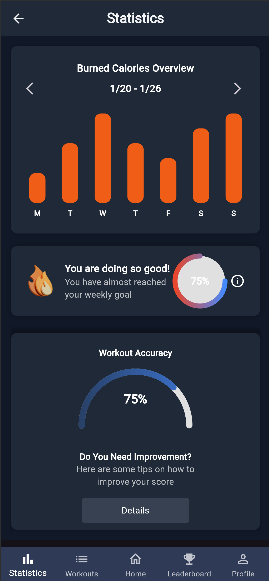 Statistics
Burned Calories Overview
1/20 - 1/26
M T W T F S S
You are doing so good!
You have almost reached
your weekly goal
75%
Workout Accuracy
75%
Do You Need Improvement?
Here are some tips on how to
improve your score
Details
Statistics Workouts Home Leaderboard Profile